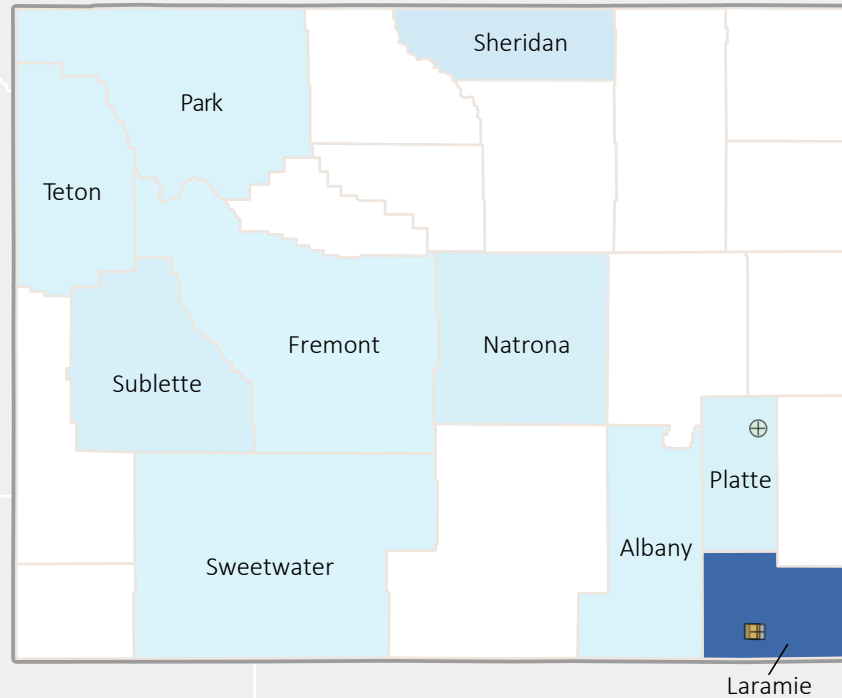 Sheridan
Park
Teton
Fremont
Natrona
Sublette
Platte
Albany
Sweetwater
Laramie